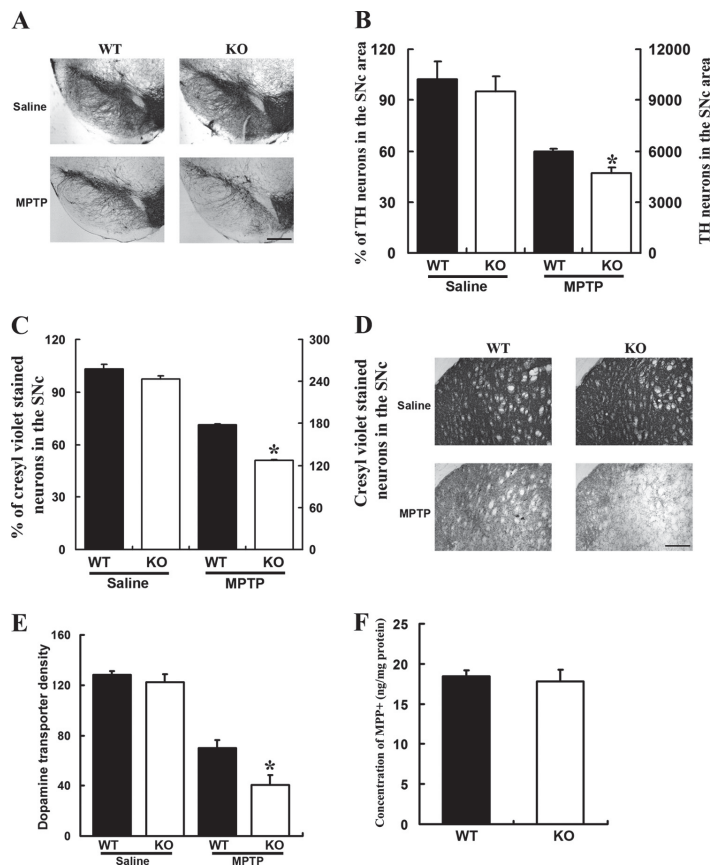 A
WT
KO
Saline
MPTP
B
% of TH neurons in the SNc area
120
90
60
30
0
12000
9000
6000
3000
0
TH neurons in the SNc area
*
WT
KO
WT
KO
Saline
MPTP
C
% of cresyl violet stained
neurons in the SNc
120
90
60
30
0
300
240
180
120
60
0
Cresyl violet stained
neurons in the SNc
*
WT
KO
WT
KO
Saline
MPTP
D
WT
KO
Saline
MPTP
E
Dopamine transporter density
160
120
80
40
0
*
WT
KO
WT
KO
Saline
MPTP
F
Concentration of MPP+ (ng/mg protein)
25
20
15
10
5
0
WT
KO